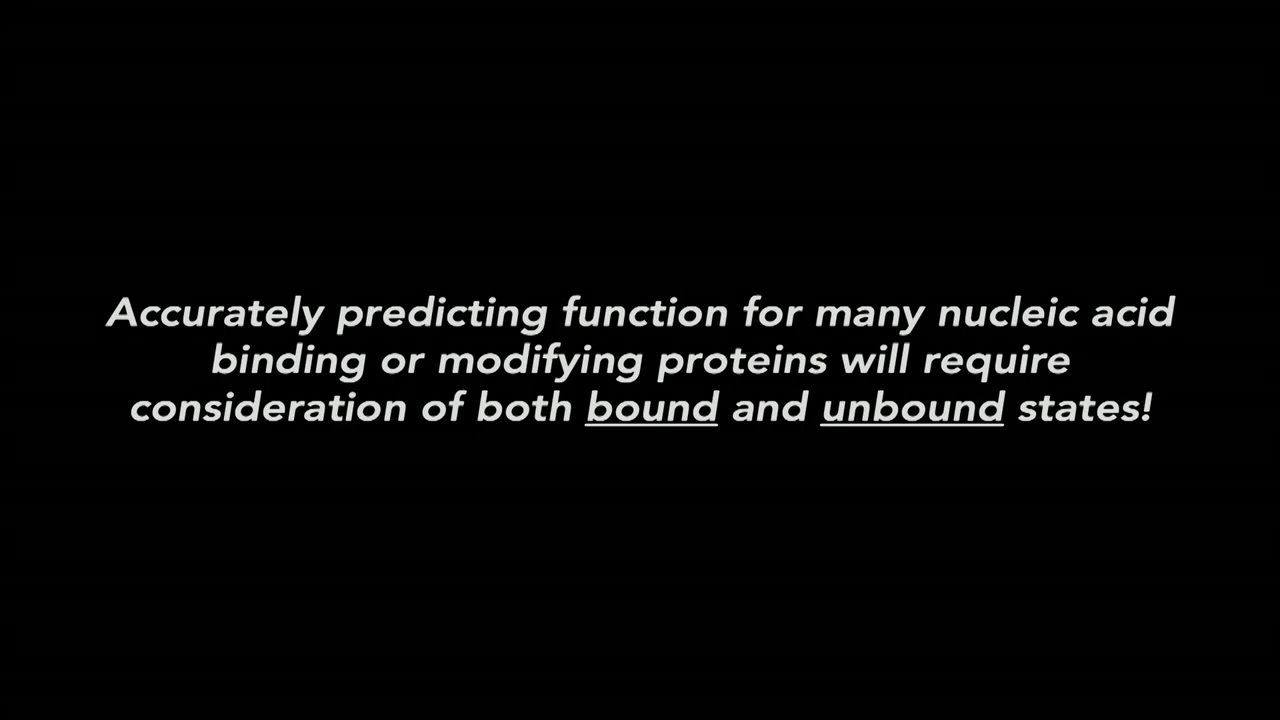 Accurately predicting function for many nucleic acid
binding or modifying proteins will require
consideration of both bound and unbound states!